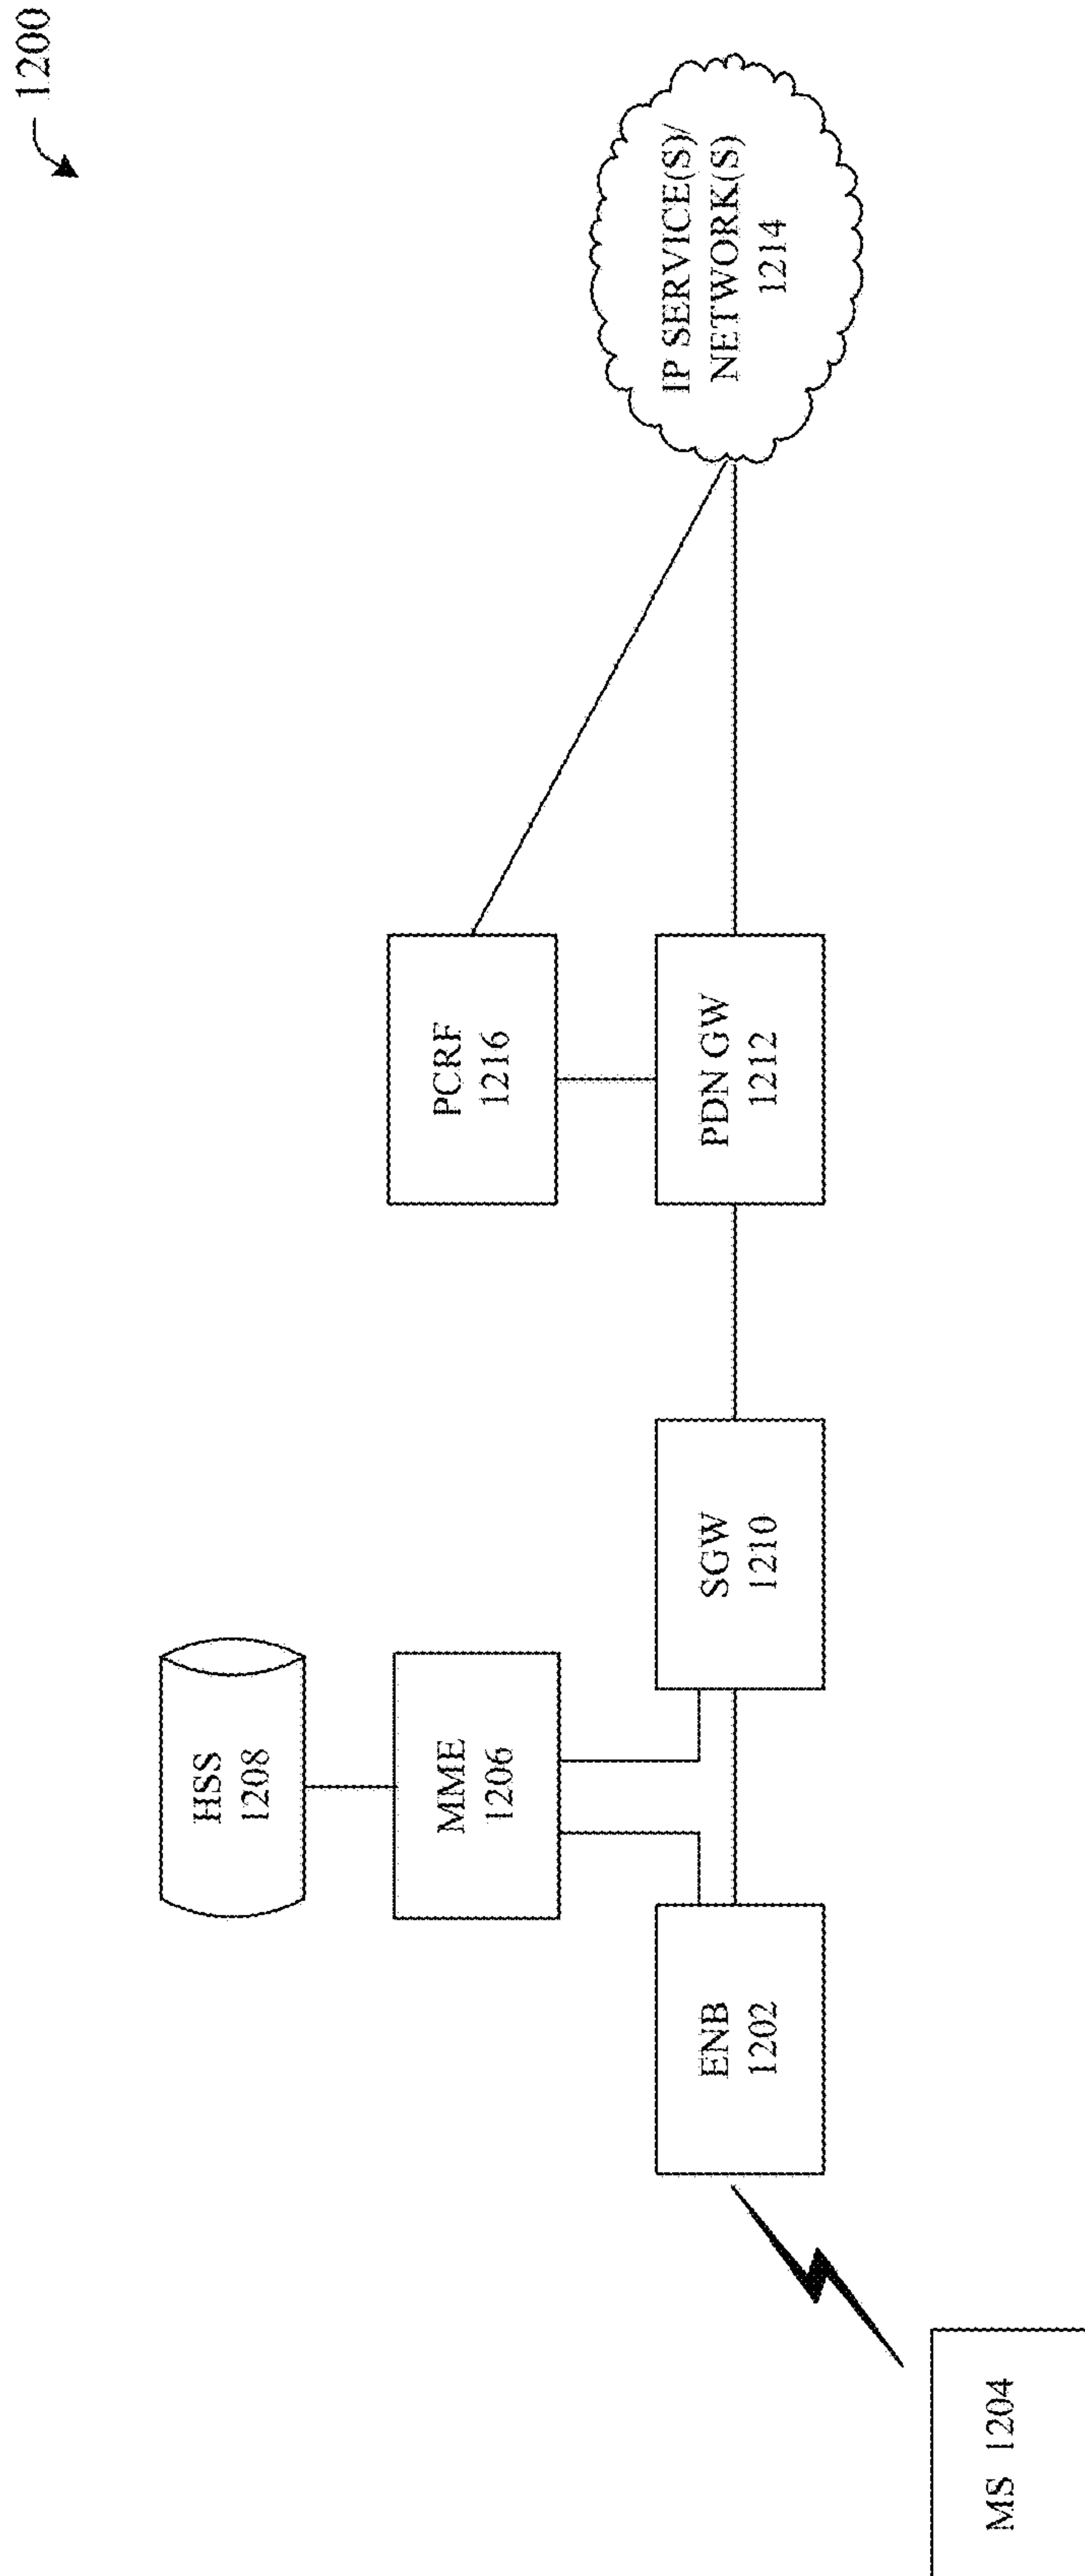 1200
HSS
1208
MME
1206
PCRF
1216
ENB
1202
SGW
1210
PDN GW
1212
IP SERVICE(S)/
NETWORK(S)
1214
MS 1204